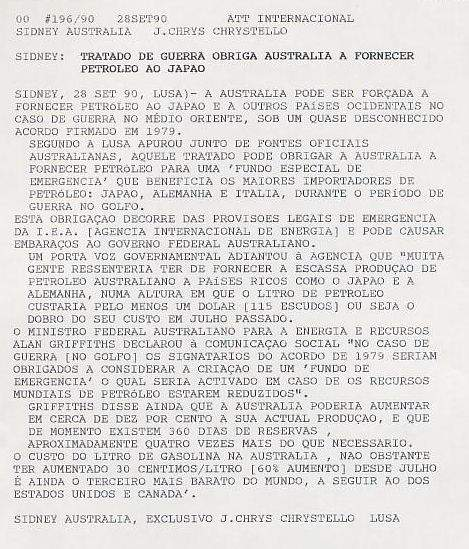 00  #196/90   28SET90        ATT INTERNACIONAL
SIDNEY AUSTRALIA   J.CHRYS CHRYSTELLO
SIDNEY:  TRATADO DE GUERRA OBRIGA AUSTRALIA A FORNECER
PETROLEO AO JAPAO
SIDNEY, 28 SET 90, LUSA)- A AUSTRALIA PODE SER FORÇADA A
FORNECER PETRóLEO AO JAPAO E A OUTROS PAíSES OCIDENTAIS NO
CASO DE GUERRA NO MÉDIO ORIENTE, SOB UM QUASE DESCONHECIDO
ACORDO FIRMADO EM 1979.
SEGUNDO A LUSA APUROU JUNTO DE FONTES OFICIAIS
AUSTRALIANAS, AQUELE TRATADO PODE OBRIGAR A AUSTRALIA A
FORNECER PETRóLEO PARA UMA 'FUNDO ESPECIAL DE
EMERGENCIA' QUE BENEFICIA OS MAIORES IMPORTADORES DE
PETRóLEO: JAPAO, ALEMANHA E ITALIA, DURANTE O PERíODO DE
GUERRA NO GOLFO.
ESTA OBRIGAÇAO DECORRE DAS PROVISOES LEGAIS DE EMERGENCIA
DA I.E.A. [AGENCIA INTERNACIONAL DE ENERGIA] E PODE CAUSAR
EMBARAÇOS AO GOVERNO FEDERAL AUSTRALIANO.
UM PORTA VOZ GOVERNAMENTAL ADIANTOU à AGENCIA QUE "MUITA
GENTE RESSENTERIA TER DE FORNECER A ESCASSA PRODUÇAO DE
PETROLEO AUSTRALIANO A PAíSES RICOS COMO O JAPAO E A
ALEMANHA, NUMA ALTURA EM QUE O LITRO DE PETROLEO
CUSTARIA PELO MENOS UM DOLAR [115 ESCUDOS] OU SEJA O
DOBRO DO SEU CUSTO EM JULHO PASSADO.
O MINISTRO FEDERAL AUSTRALIANO PARA A ENERGIA E RECURSOS
ALAN GRIFFITHS DECLAROU à COMUNICAÇAO SOCIAL "NO CASO DE
GUERRA [NO GOLFO] OS SIGNATARIOS DO ACORDO DE 1979 SERIAM
OBRIGADOS A CONSIDERAR A CRIAÇAO DE UM 'FUNDO DE
EMERGENCIA' O QUAL SERIA ACTIVADO EM CASO DE OS RECURSOS
MUNDIAIS DE PETRóLEO ESTAREM REDUZIDOS".
GRIFFITHS DISSE AINDA QUE A AUSTRALIA PODERIA AUMENTAR
EM CERCA DE DEZ POR CENTO A SUA ACTUAL PRODUÇAO, E QUE
DE MOMENTO EXISTEM 360 DIAS DE RESERVAS ,
APROXIMADAMENTE QUATRO VEZES MAIS DO QUE NECESSARIO.
O CUSTO DO LITRO DE GASOLINA NA AUSTRALIA , NAO OBSTANTE
TER AUMENTADO 30 CENTIMOS/LITRO [60% AUMENTO] DESDE JULHO
É AINDA O TERCEIRO MAIS BARATO DO MUNDO, A SEGUIR AO DOS
ESTADOS UNIDOS E CANADA'.
SIDNEY AUSTRALIA, EXCLUSIVO J.CHRYS CHRYSTELLO  LUSA